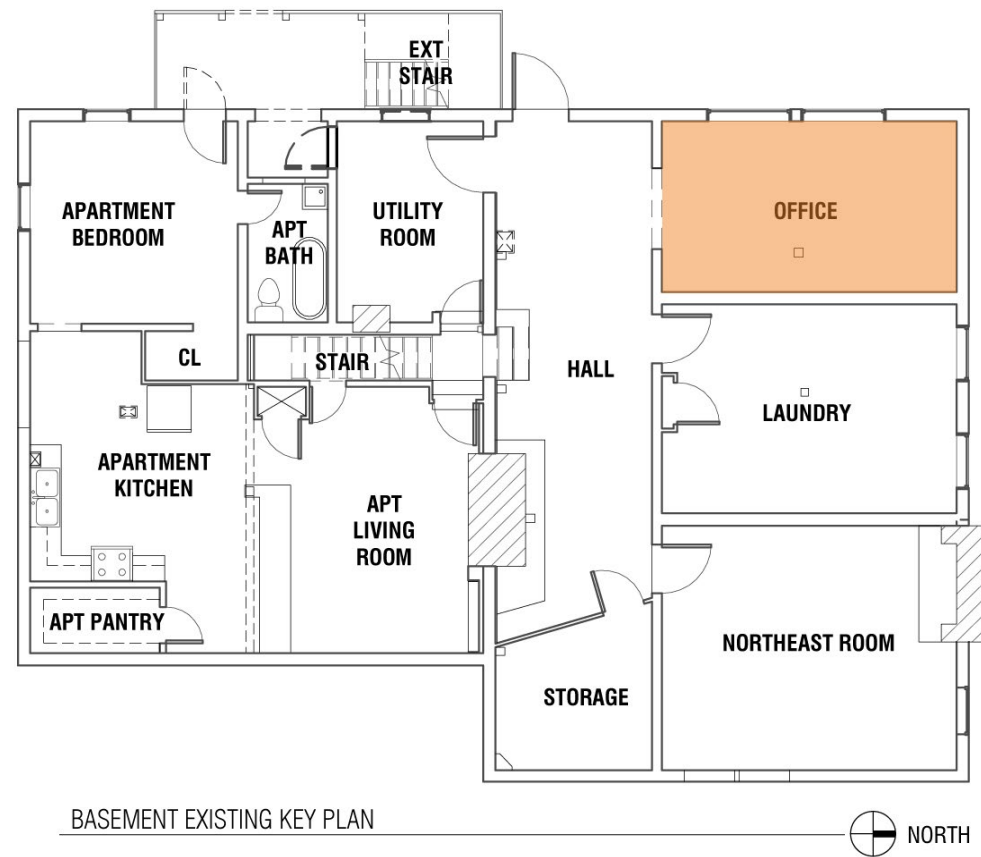 EXT
STAIR
APARTMENT
BEDROOM
APT
BATH
UTILITY
ROOM
OFFICE
CL
STAIR
HALL
LAUNDRY
APARTMENT
KITCHEN
APT
LIVING
ROOM
APT PANTRY
NORTHEAST ROOM
STORAGE
BASEMENT EXISTING KEY PLAN
NORTH